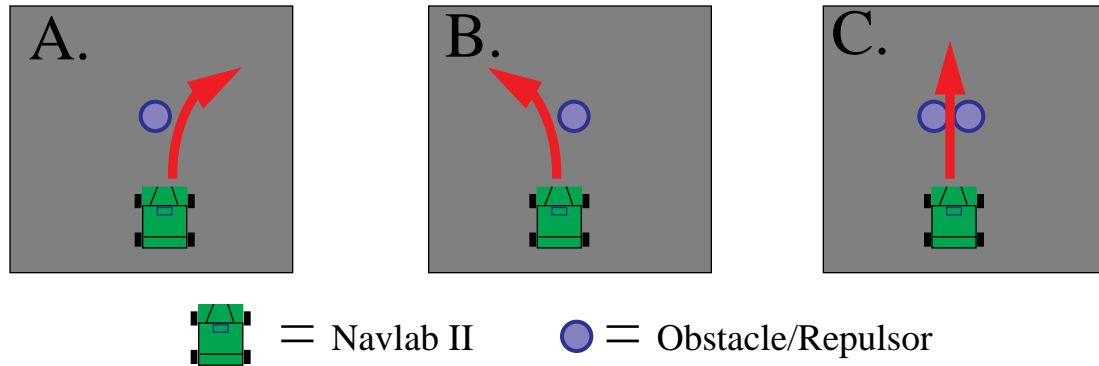 A.
B.
C.
= Navlab II
= Obstacle/Repulsor